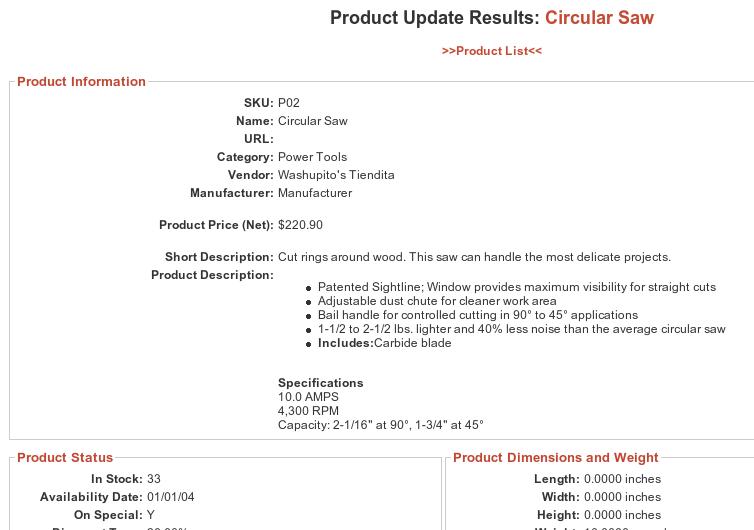 Product Update Results: Circular Saw
>>Product List<<
Product Information
SKU: P02
Name: Circular Saw
URL:
Category: Power Tools
Vendor: Washupito's Tiendita
Manufacturer: Manufacturer
Product Price (Net): $220.90
Short Description: Cut rings around wood. This saw can handle the most delicate projects.
Product Description:
• Patented Sightline; Window provides maximum visibility for straight cuts
• Adjustable dust chute for cleaner work area
• Bail handle for controlled cutting in 90° to 45° applications
• 1-1/2 to 2-1/2 lbs. lighter and 40% less noise than the average circular saw
• Includes:Carbide blade
Specifications
10.0 AMPS
4,300 RPM
Capacity: 2-1/16" at 90°, 1-3/4" at 45°
Product Status
In Stock: 33
Availability Date: 01/01/04
On Special: Y
Product Dimensions and Weight
Length: 0.0000 inches
Width: 0.0000 inches
Height: 0.0000 inches